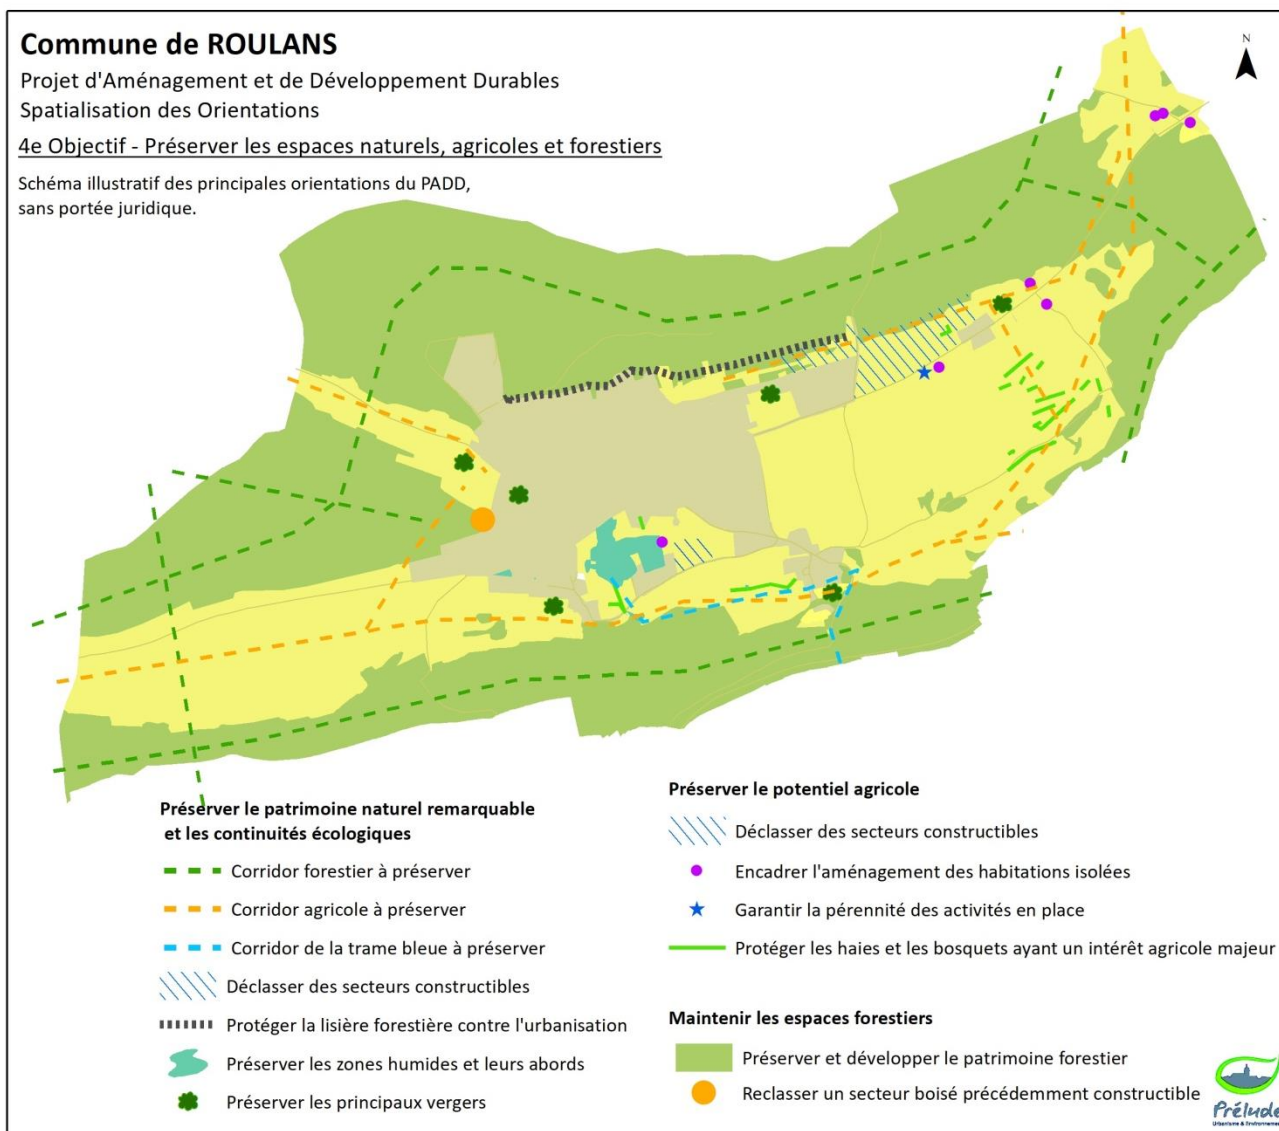 Commune de ROULANS
Projet d'Aménagement et de Développement Durables
Spatialisation des Orientations
4e Objectif - Préserver les espaces naturels, agricoles et forestiers
Schéma illustratif des principales orientations du PADD,
sans portée juridique.
N
Préserver le patrimoine naturel remarquable
et les continuités écologiques
Corridor forestier à préserver
Corridor agricole à préserver
Corridor de la trame bleue à préserver
Déclasser des secteurs constructibles
Protéger la lisière forestière contre l'urbanisation
Préserver les zones humides et leurs abords
Préserver les principaux vergers
Préserver le potentiel agricole
Déclasser des secteurs constructibles
Encadrer l'aménagement des habitations isolées
Garantir la pérennité des activités en place
Protéger les haies et les bosquets ayant un intérêt agricole majeur
Maintenir les espaces forestiers
Préserver et développer le patrimoine forestier
Reclasser un secteur boisé précédemment constructible
Prélude
Urbanisme & Environnement